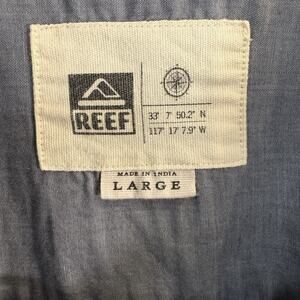 REEF
33' 7' 50.2" N
117° 17' 7.9" W
MADE IN INDIA
LARGE